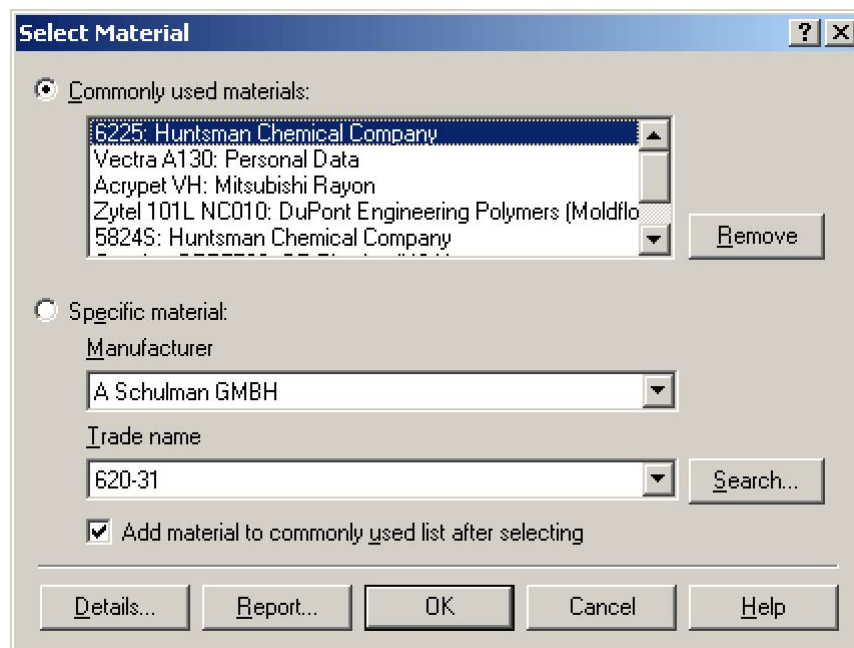 Select Material
Commonly used materials:
6225: Huntsman Chemical Company
Vectra A130: Personal Data
Acrypet VH: Mitsubishi Rayon
Zytel 101L NC010: DuPont Engineering Polymers (Moldflo
5824S: Huntsman Chemical Company
Remove
Specific material:
Manufacturer
A Schulman GMBH
Trade name
620-31
Search...
Add material to commonly used list after selecting
Details... Report... OK Cancel Help